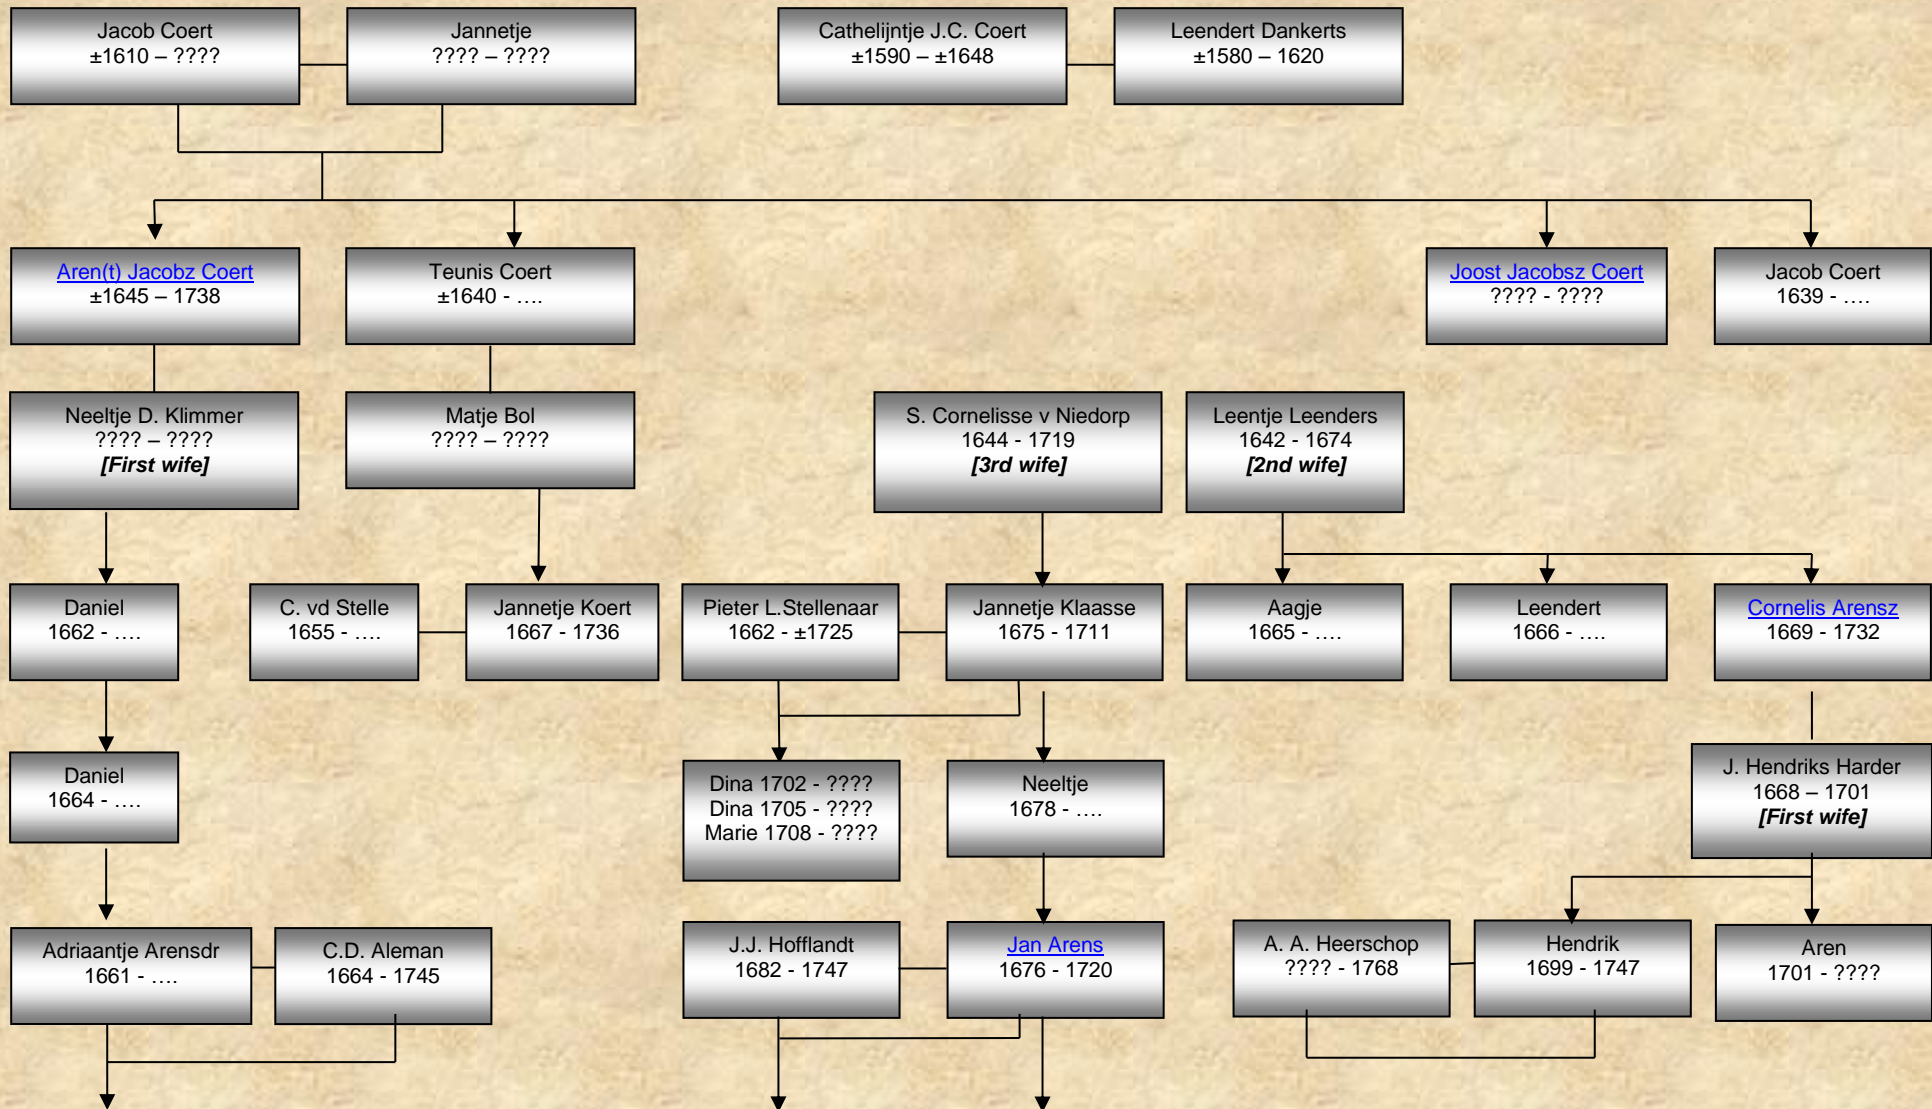 Jacob Coert
±1610 – ????
Jannetje
???? – ????
Cathelijntje J.C. Coert
±1590 – ±1648
Leendert Dankerts
±1580 – 1620
Aren(t) Jacobz Coert
±1645 – 1738
Teunis Coert
±1640 - ….
Joost Jacobsz Coert
???? - ????
Jacob Coert
1639 - ….
Neeltje D. Klimmer
???? – ????
[First wife]
Matje Bol
???? – ????
S. Cornelisse v Niedorp
1644 - 1719
[3rd wife]
Leentje Leenders
1642 - 1674
[2nd wife]
Daniel
1662 - ….
C. vd Stelle
1655 - ….
Jannetje Koert
1667 - 1736
Pieter L.Stellenaar
1662 - ±1725
Jannetje Klaasse
1675 - 1711
Aagje
1665 - ….
Leendert
1666 - ….
Cornelis Arensz
1669 - 1732
Daniel
1664 - ….
Dina 1702 - ????
Dina 1705 - ????
Marie 1708 - ????
Neeltje
1678 - ….
J. Hendriks Harder
1668 – 1701
[First wife]
Adriaantje Arensdr
1661 - ….
C.D. Aleman
1664 - 1745
J.J. Hofflandt
1682 - 1747
Jan Arens
1676 - 1720
A. A. Heerschop
???? - 1768
Hendrik
1699 - 1747
Aren
1701 - ????